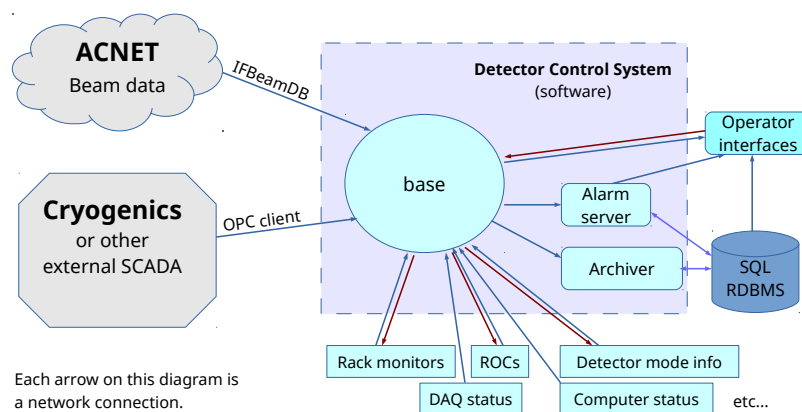 ACNET
Beam data
IFBeamDB
Detector Control System
(software)
Operator
interfaces
base
Cryogenics
or other
external SCADA
OPC client
Alarm
server
Archiver
SQL
RDBMS
Rack monitors
ROCs
Detector mode info
DAQ status
Computer status
etc...
Each arrow on this diagram is
a network connection.